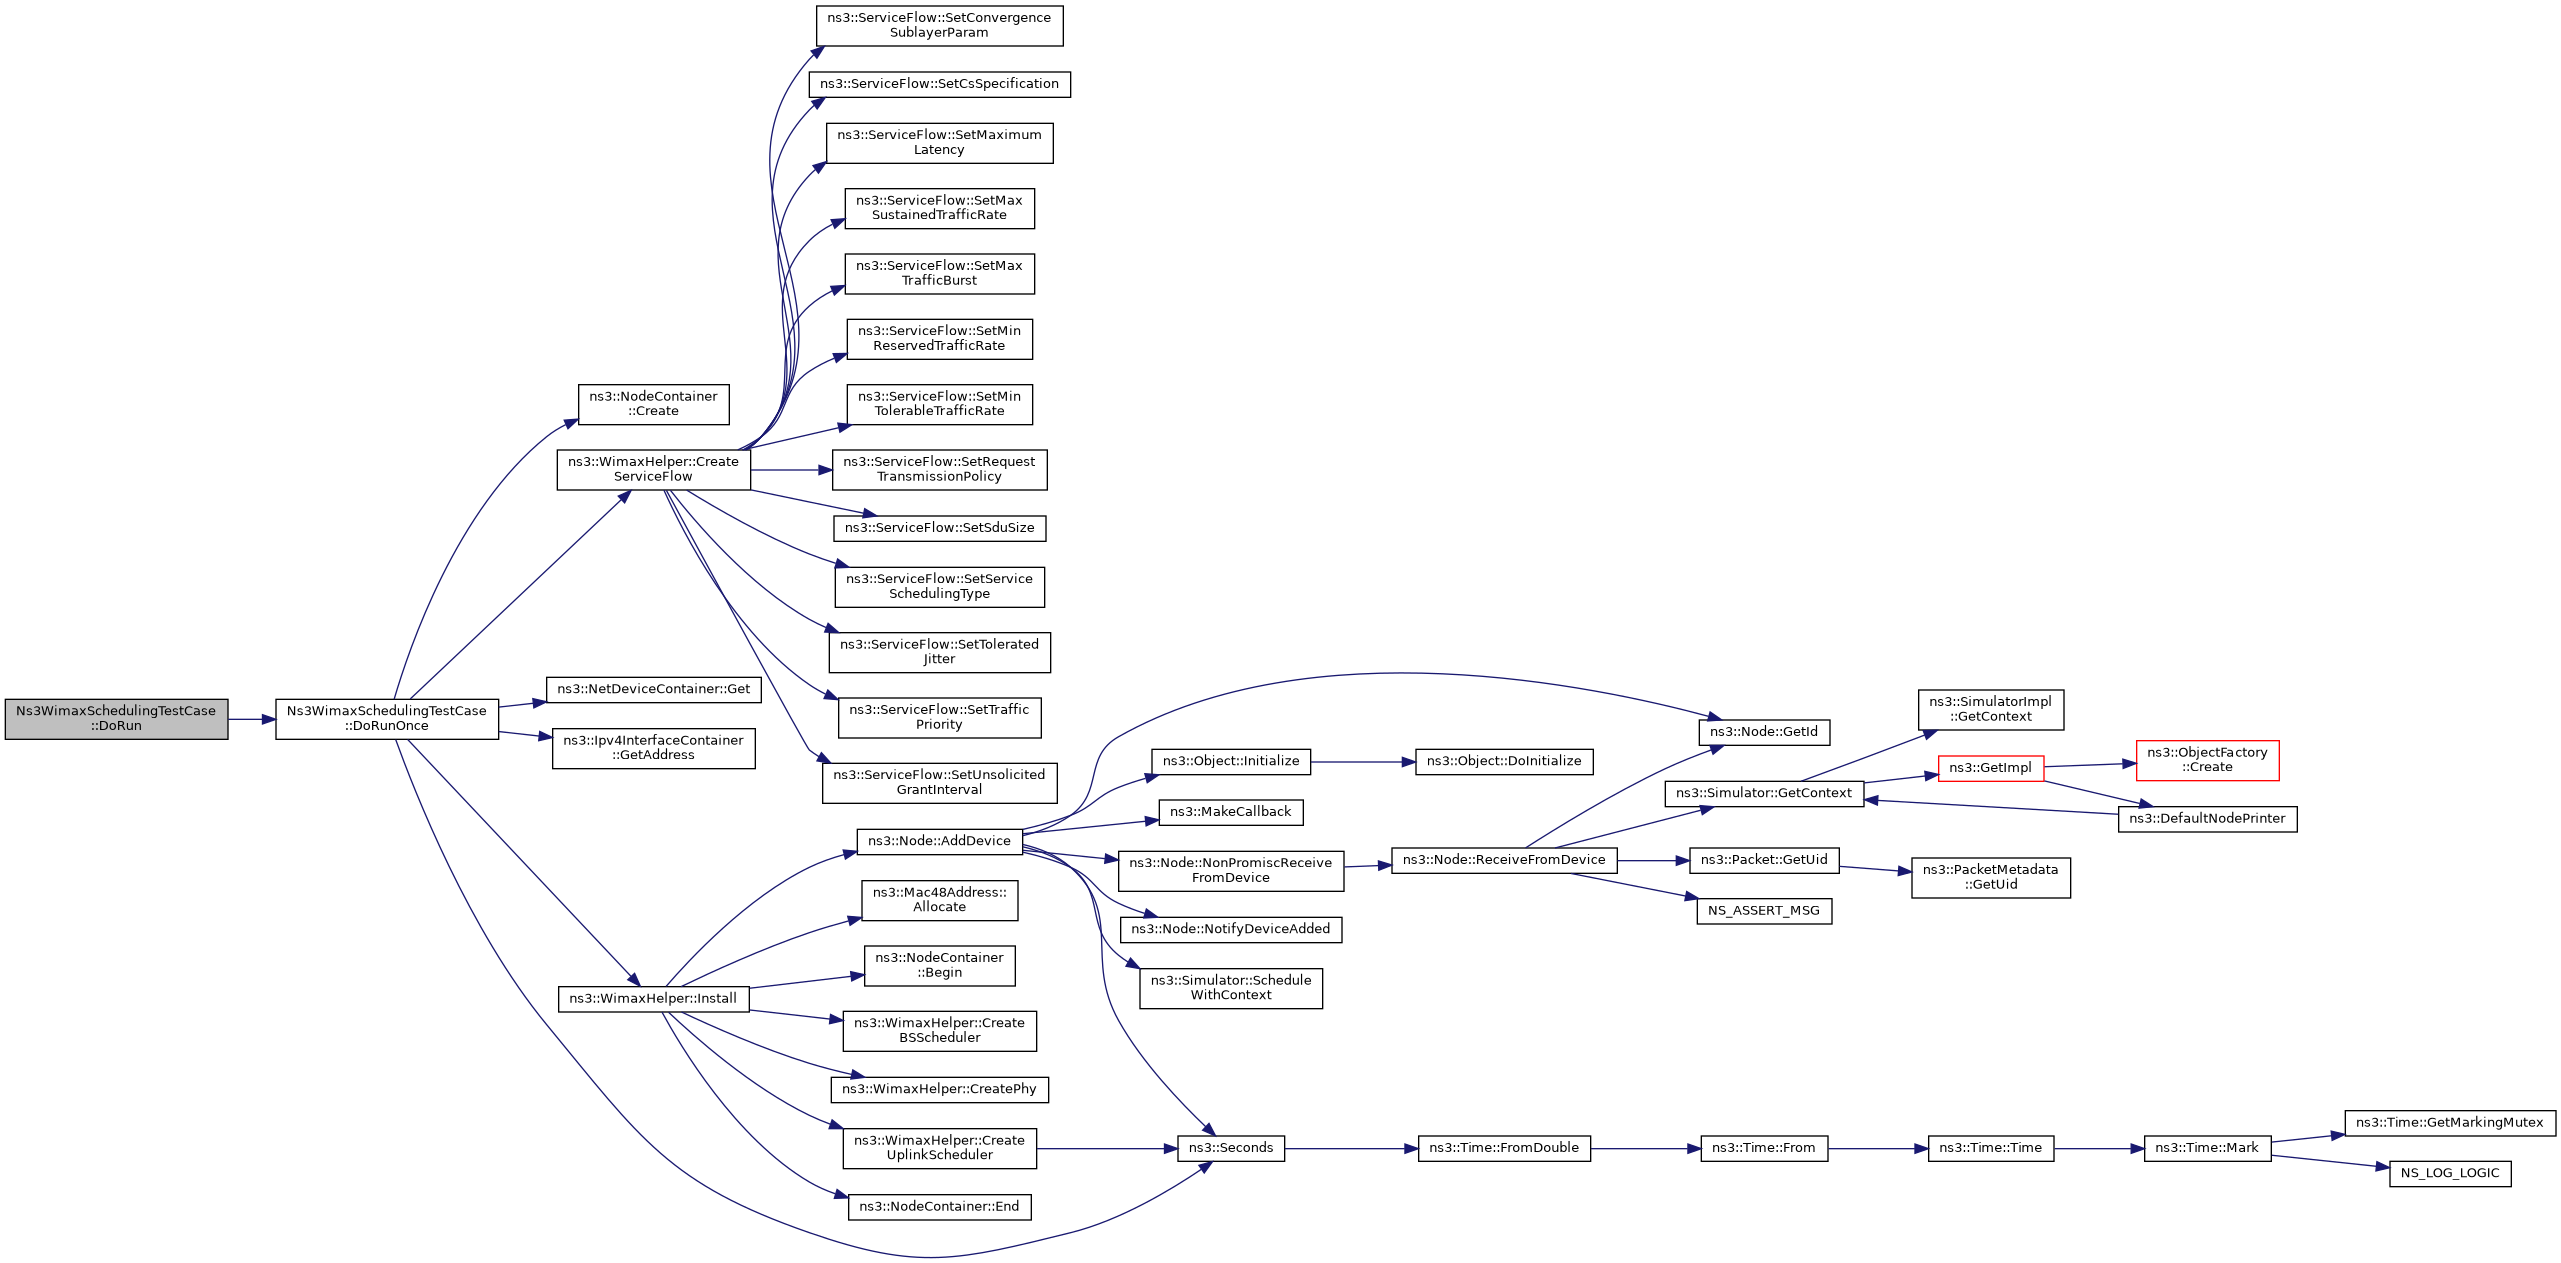 Ns3WimaxSchedulingTestCase
::DoRun
Ns3WimaxSchedulingTestCase
::DoRunOnce
ns3::NodeContainer
::Create
ns3::WimaxHelper::Create
ServiceFlow
ns3::NetDeviceContainer::Get
ns3::Ipv4InterfaceContainer
::GetAddress
ns3::WimaxHelper::Install
ns3::ServiceFlow::SetConvergence
SublayerParam
ns3::ServiceFlow::SetCsSpecification
ns3::ServiceFlow::SetMaximum
Latency
ns3::ServiceFlow::SetMax
SustainedTrafficRate
ns3::ServiceFlow::SetMax
TrafficBurst
ns3::ServiceFlow::SetMin
ReservedTrafficRate
ns3::ServiceFlow::SetMin
TolerableTrafficRate
ns3::ServiceFlow::SetRequest
TransmissionPolicy
ns3::ServiceFlow::SetSduSize
ns3::ServiceFlow::SetService
SchedulingType
ns3::ServiceFlow::SetTolerated
Jitter
ns3::ServiceFlow::SetTraffic
Priority
ns3::ServiceFlow::SetUnsolicited
GrantInterval
ns3::Node::AddDevice
ns3::Mac48Address::
Allocate
ns3::NodeContainer
::Begin
ns3::WimaxHelper::Create
BSScheduler
ns3::WimaxHelper::CreatePhy
ns3::WimaxHelper::Create
UplinkScheduler
ns3::NodeContainer::End
ns3::Object::Initialize
ns3::MakeCallback
ns3::Node::NonPromiscReceive
FromDevice
ns3::Node::NotifyDeviceAdded
ns3::Simulator::Schedule
WithContext
ns3::Seconds
ns3::Object::DoInitialize
ns3::Node::ReceiveFromDevice
ns3::Time::FromDouble
ns3::Node::GetId
ns3::Simulator::GetContext
ns3::Packet::GetUid
NS_ASSERT_MSG
ns3::Time::From
ns3::SimulatorImpl
::GetContext
ns3::GetImpl
ns3::PacketMetadata
::GetUid
ns3::Time::Time
ns3::ObjectFactory
::Create
ns3::DefaultNodePrinter
ns3::Time::Mark
ns3::Time::GetMarkingMutex
NS_LOG_LOGIC